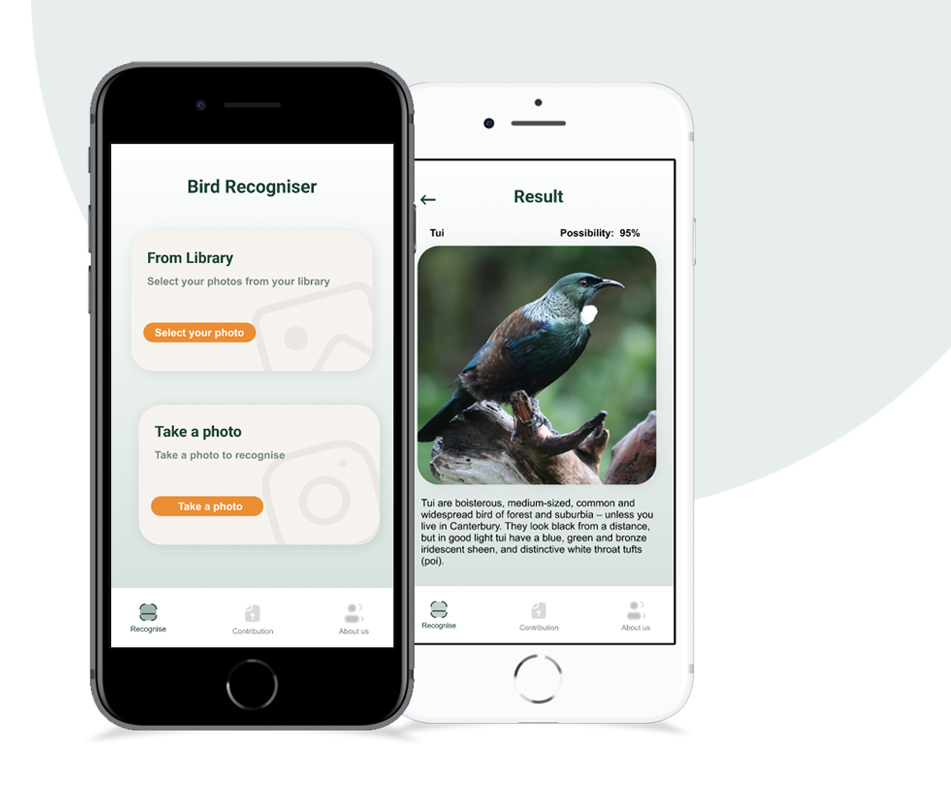 Bird Recogniser
From Library
Select your photos from your library
Select your photo
Take a photo
Take a photo to recognise
Take a photo
Recognise
Contribution
About us
Result
Tui
Possibility: 95%
Tui are boisterous, medium-sized, common and
widespread bird of forest and suburbia – unless you
live in Canterbury. They look black from a distance,
but in good light tui have a blue, green and bronze
iridescent sheen, and distinctive white throat tufts
(poi).
Recognise
Contribution
About us